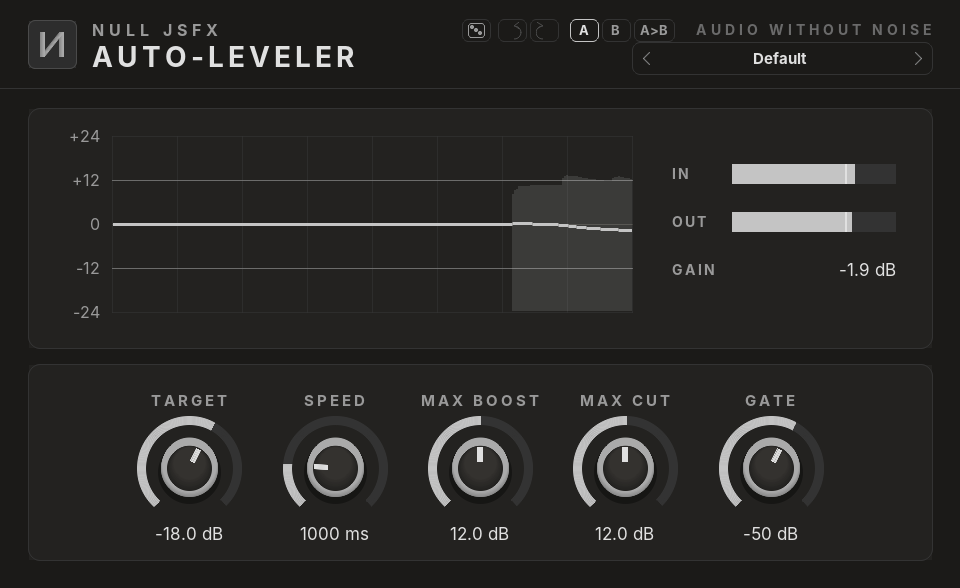 NULL JSFX
AUTO-LEVELER
A B A>B
AUDIO WITHOUT NOISE
Default
+24
+12
0
-12
-24
IN
OUT
GAIN -1.9 dB
TARGET SPEED MAX BOOST MAX CUT GATE
-18.0 dB 1000 ms 12.0 dB 12.0 dB -50 dB